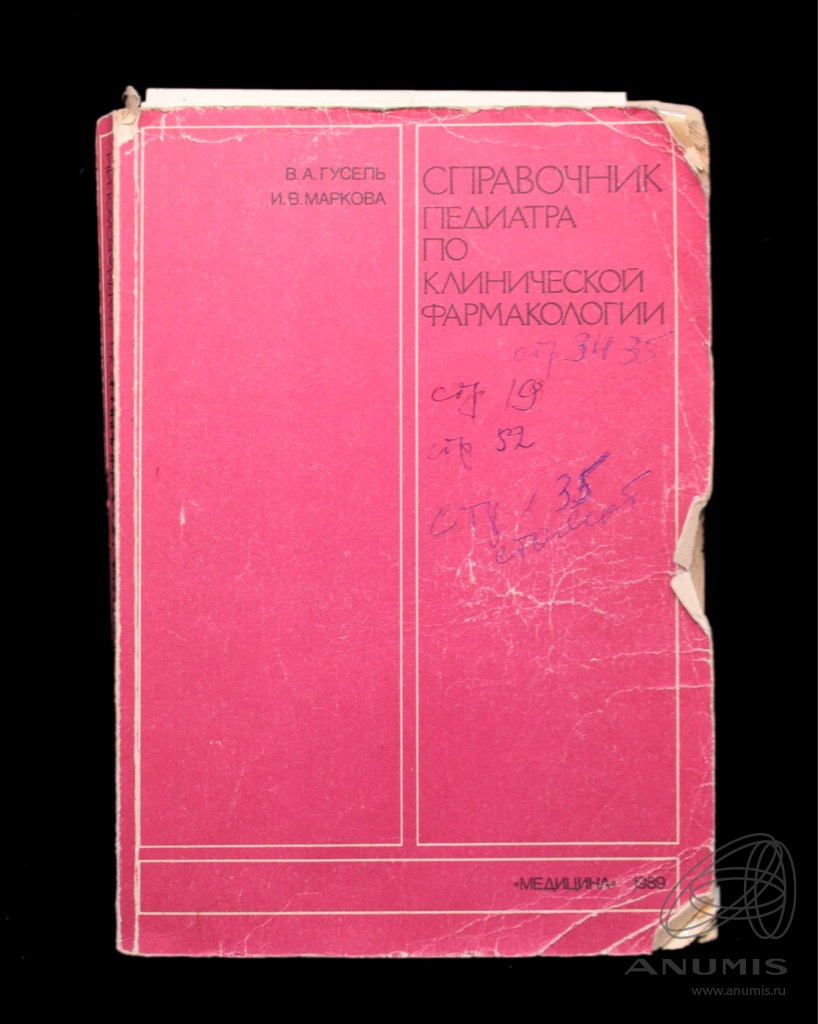 В. А. ГУСЕЛЬ
И. В. МАРКОВА
СПРАВОЧНИК
ПЕДИАТРА
ПО
КЛИНИЧЕСКОЙ
ФАРМАКОЛОГИИ
стр 34 35
стр 19
стр 52
стр 35
«МЕДИЦИНА» 1989
ANUMIS
www.anumis.ru